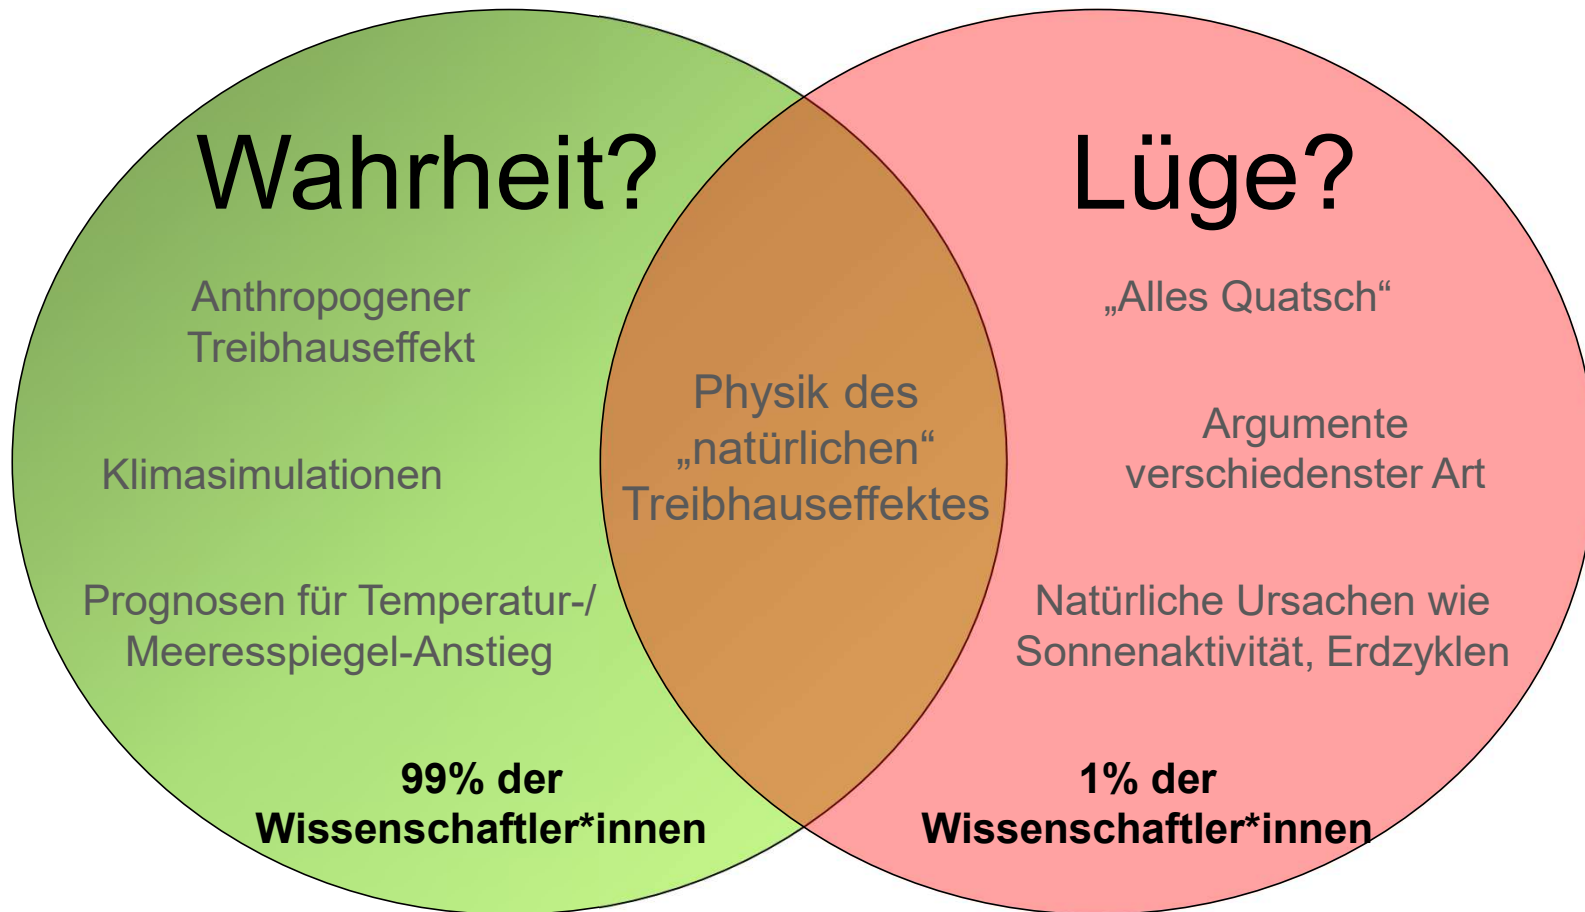 Wahrheit?
Anthropogener
Treibhauseffekt
Klimasimulationen
Prognosen für Temperatur-/
Meeresspiegel-Anstieg
99% der
Wissenschaftler*innen
Physik des
„natürlichen“
Treibhauseffektes
Lüge?
„Alles Quatsch“
Argumente
verschiedenster Art
Natürliche Ursachen wie
Sonnenaktivität, Erdzyklen
1% der
Wissenschaftler*innen